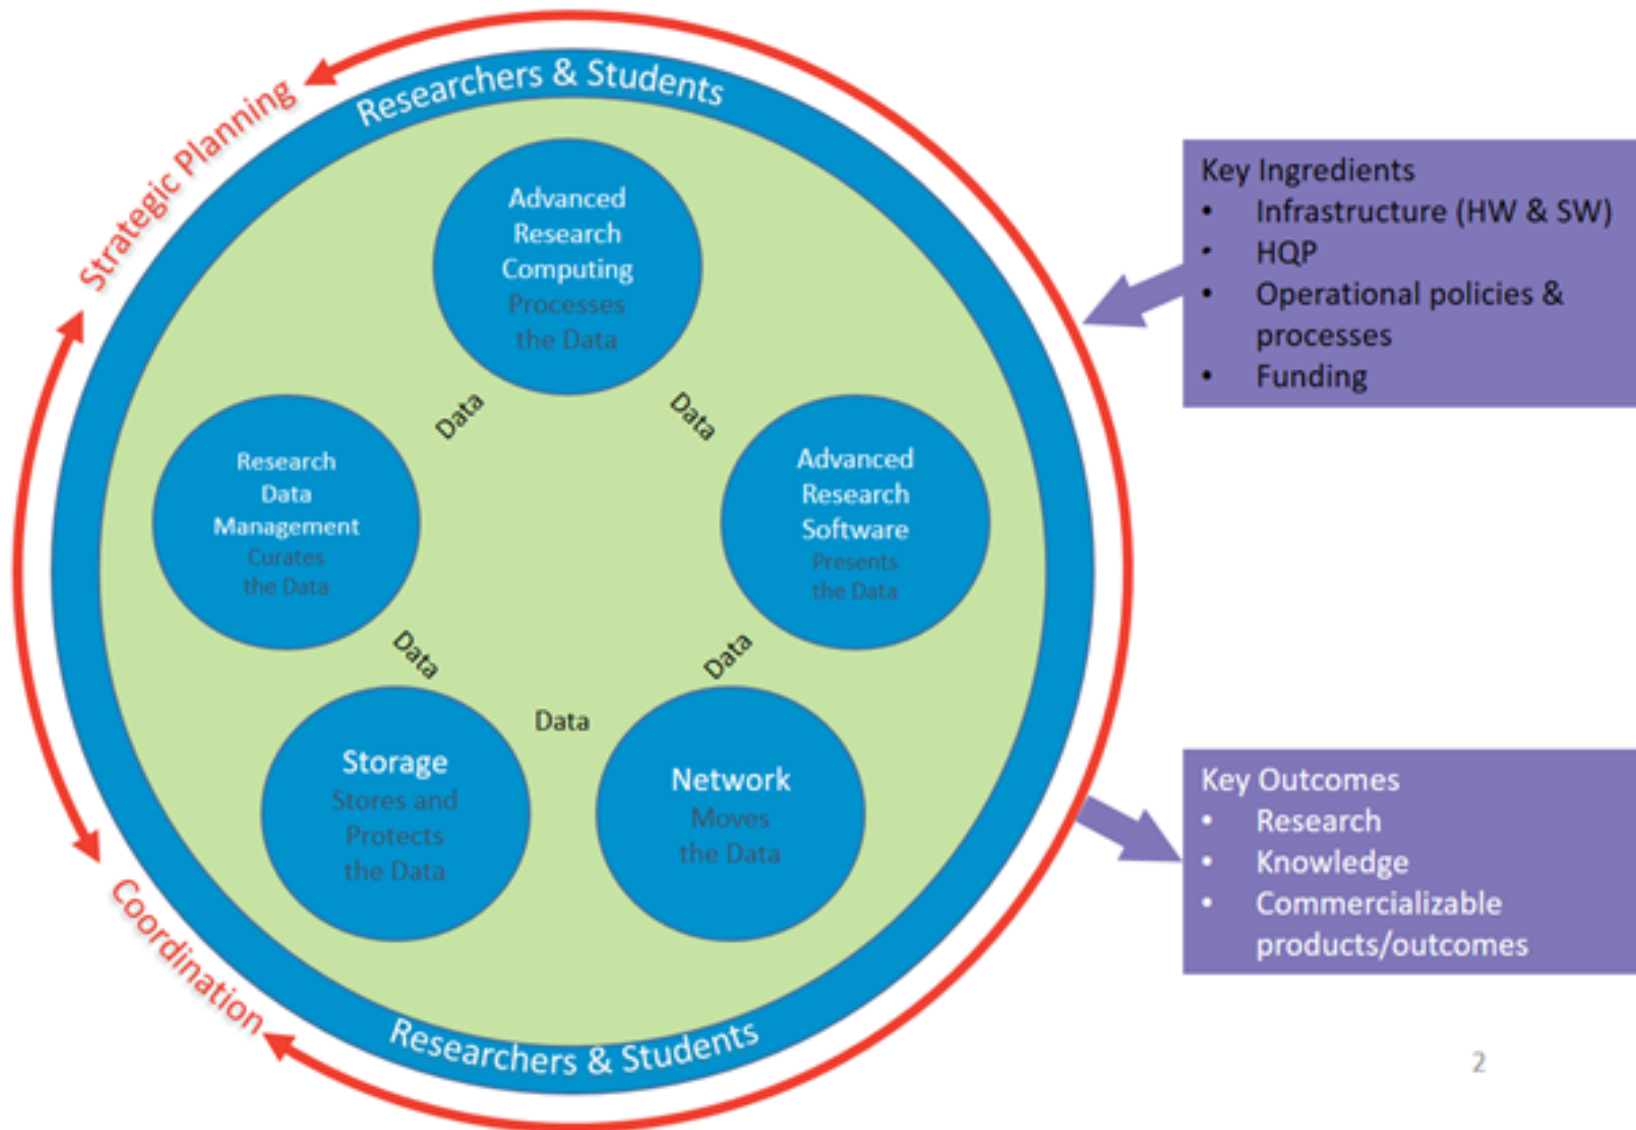 Researchers & Students
Strategic Planning
Advanced
Research
Computing
Processes
the Data
Data
Data
Research
Data
Management
Curates
the Data
Advanced
Research
Software
Presents
the Data
Data
Data
Data
Storage
Stores and
Protects
the Data
Network
Moves
the Data
Coordination
Researchers & Students
Key Ingredients
• Infrastructure (HW & SW)
• HQP
• Operational policies &
processes
• Funding
Key Outcomes
• Research
• Knowledge
• Commercializable
products/outcomes
2